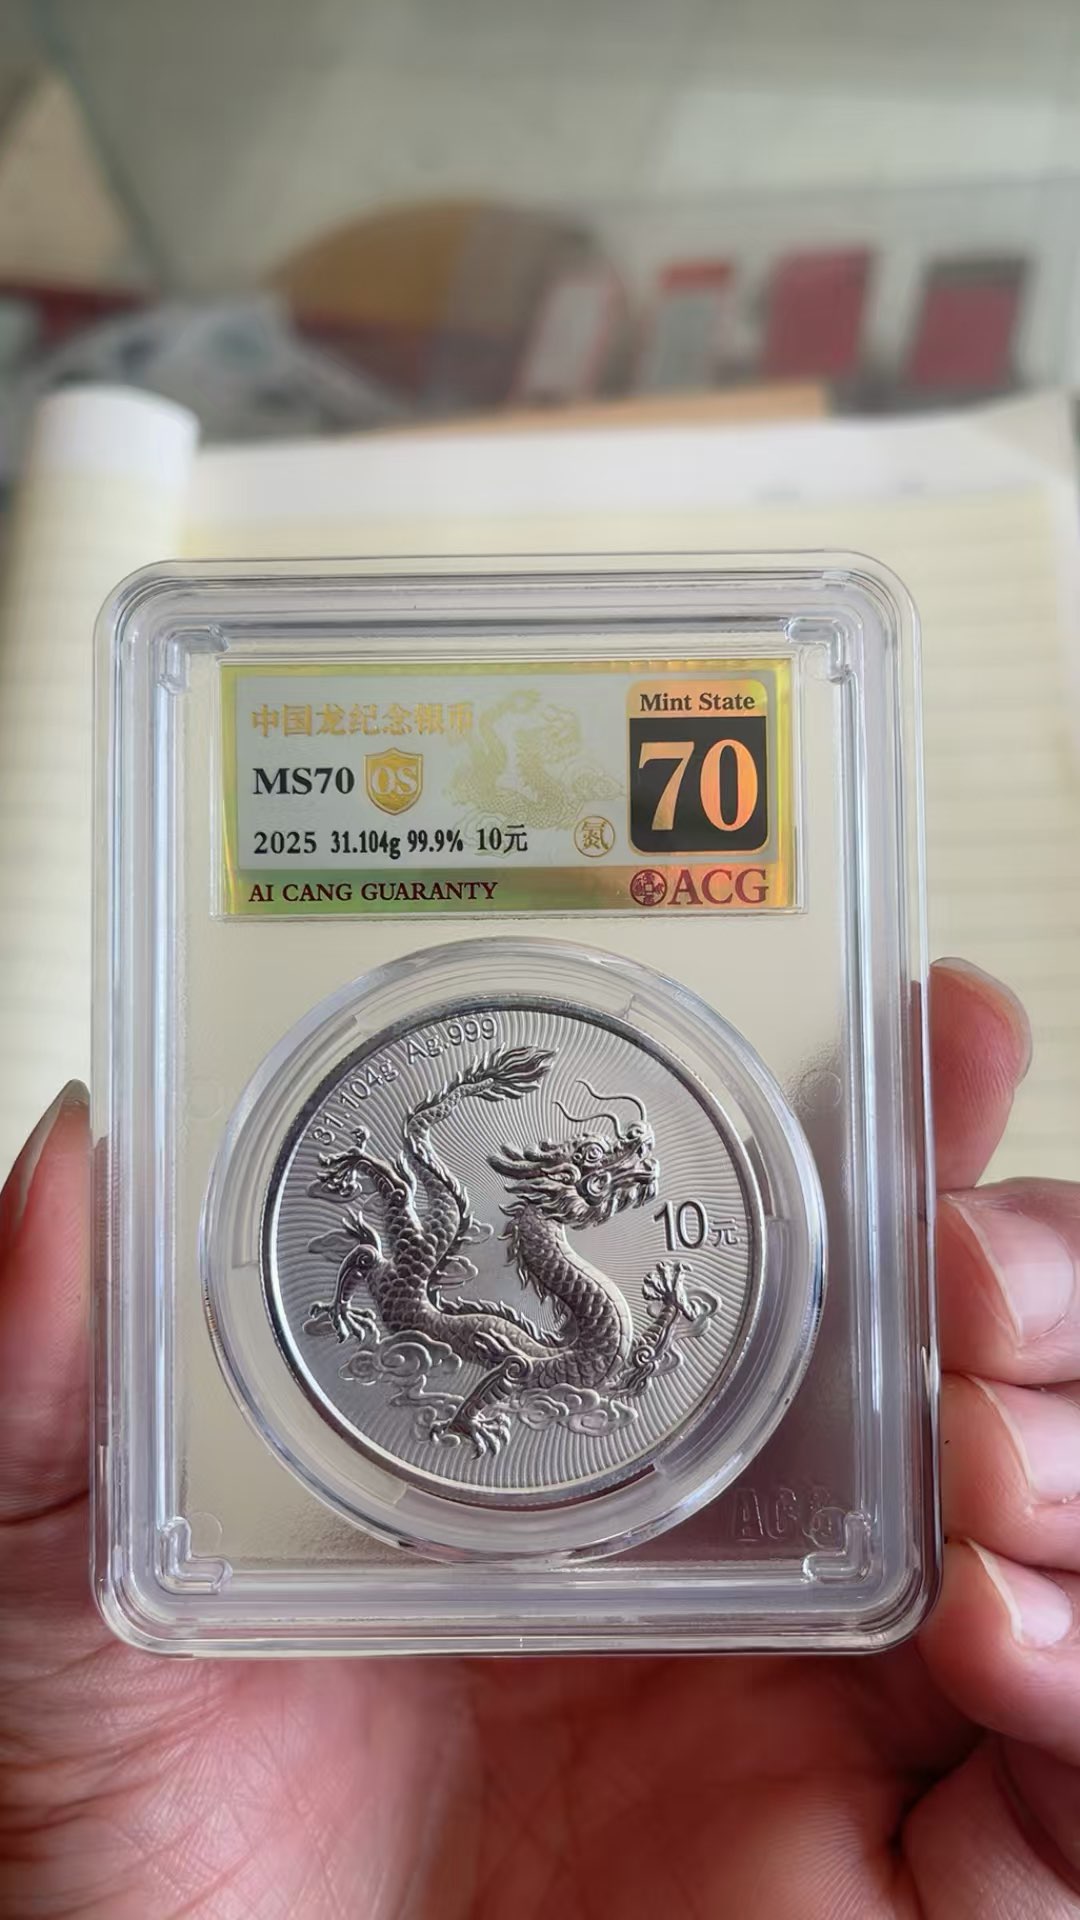 中国龙纪念银币
Mint State
70
MS70 OS
2025 31.104g 99.9% 10元 氮
AI CANG GUARANTY
ACG
31.104g Ag.999
10元
ACG